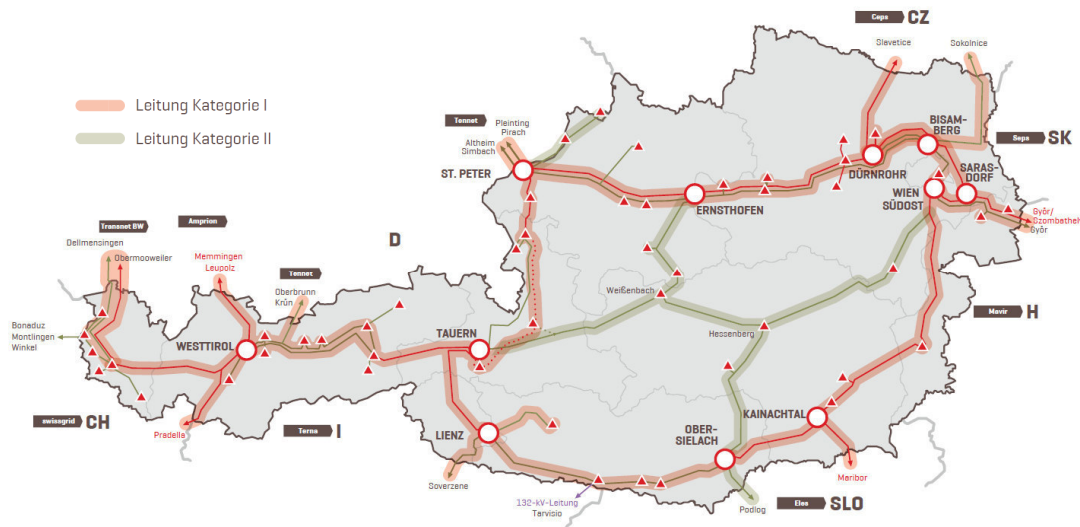 Ceps CZ
Slavetice
Sokolnice
Leitung Kategorie I
Leitung Kategorie II
Tennet
Pleinting
Pirach
Altheim
Simbach
ST. PETER
BISAM-
BERG
Seps SK
DÜRNROHR
SARAS-
DORF
WIEN
SÜDOST
ERNSTHOFEN
Győr/
Szombathely
Győr
Transnet BW
Amprion
Dellmensingen
Obermooweiler
D
Memmingen
Leupolz
Tennet
Oberbrunn
Krün
Weißenbach
Bonaduz
Montlingen
Winkel
WESTTIROL
TAUERN
Hessenberg
Mavir H
swissgrid CH
Pradella
Terna I
LIENZ
OBER-
SIELACH
KAINACHTAL
Soverzene
132-kV-Leitung
Tarvisio
Podlog
Eles SLO
Maribor